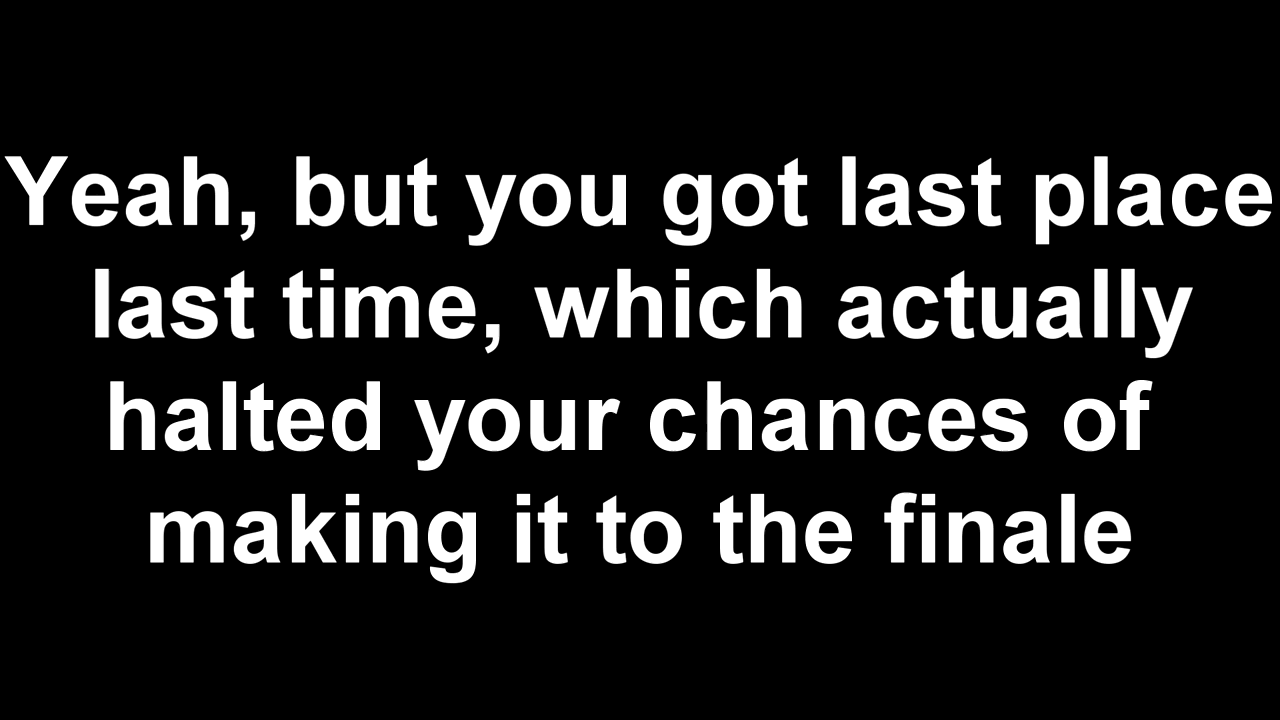 Yeah, but you got last place
last time, which actually
halted your chances of
making it to the finale